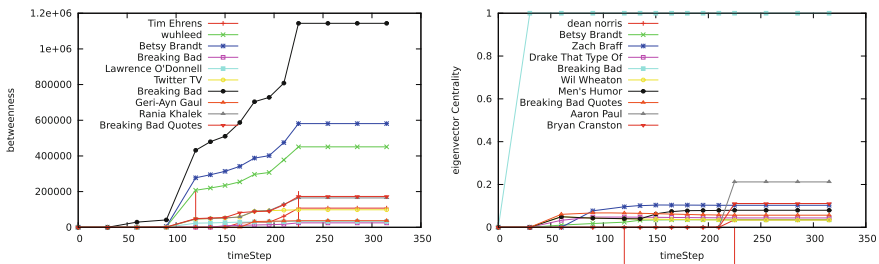 1.2e+06
1e+06
800000
600000
400000
200000
0
betweenness
Tim Ehrens
wuhleed
Betsy Brandt
Breaking Bad
Lawrence O'Donnell
Twitter TV
Breaking Bad
Geri-Ayn Gaul
Rania Khalek
Breaking Bad Quotes
0 50 100 150 200 250 300 350
timeStep
1
0.8
0.6
0.4
0.2
0
eigenvector Centrality
dean norris
Betsy Brandt
Zach Braff
Drake That Type Of
Breaking Bad
Wil Wheaton
Men's Humor
Breaking Bad Quotes
Aaron Paul
Bryan Cranston
0 50 100 150 200 250 300 350
timeStep